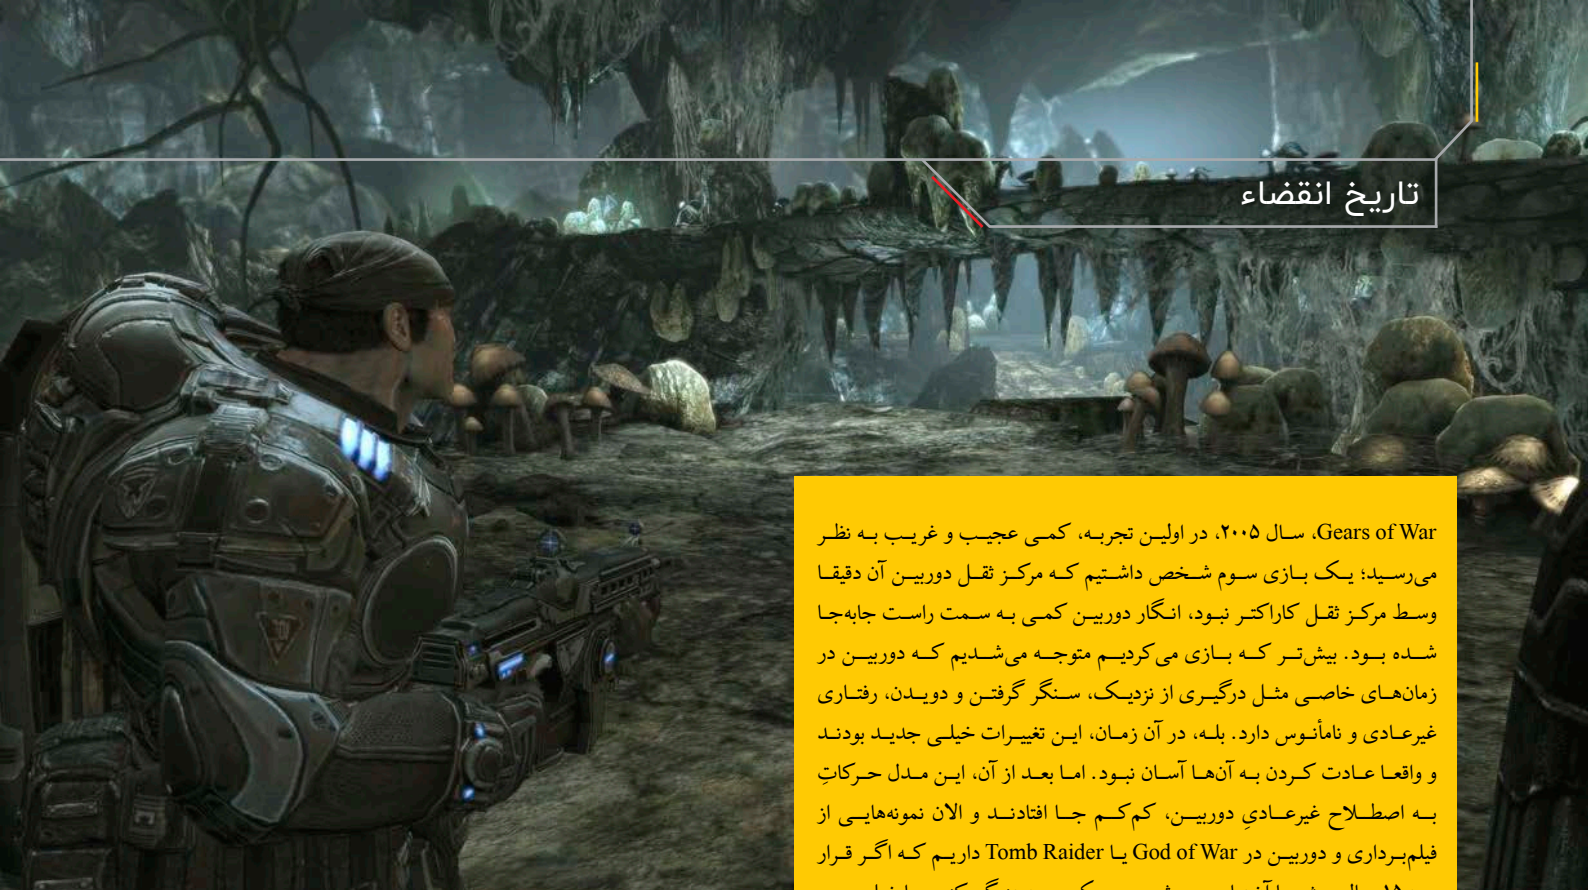 تاریخ انقضاء
Gears of War، سال ۲۰۰۵، در اولین تجربه، کمی عجیب و غریب به نظر
می‌رسید؛ یک بازی سوم شخص داشتیم که مرکز ثقل دوربین آن دقیقا
وسط مرکز ثقل کاراکتر نبود، انگار دوربین کمی به سمت راست جابه‌جا
شده بود. بیش‌تر که بازی می‌کردیم متوجه می‌شدیم که دوربین در
زمان‌های خاصی مثل درگیری از نزدیک، سنگر گرفتن و دویدن، رفتاری
غیرعادی و نامأنوس دارد. بله، در آن زمان، این تغییرات خیلی جدید بودند
و واقعا عادت کردن به آن‌ها آسان نبود. اما بعد از آن، این مدل حرکاتِ
به اصطلاح غیرعادیِ دوربین، کم‌کم جا افتادند و الان نمونه‌هایی از
فیلم‌برداری و دوربین در God of War یا Tomb Raider داریم که اگر قرار